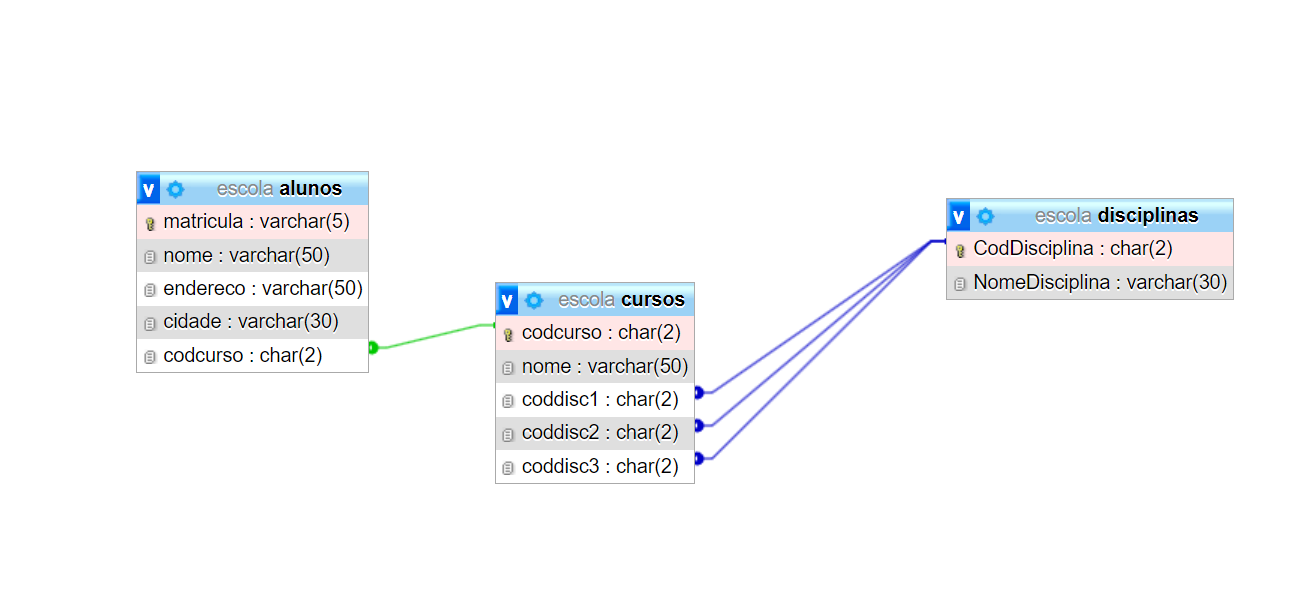 v escola alunos
matricula : varchar(5)
nome : varchar(50)
endereco : varchar(50)
cidade : varchar(30)
codcurso : char(2)
v escola cursos
codcurso : char(2)
nome : varchar(50)
coddisc1 : char(2)
coddisc2 : char(2)
coddisc3 : char(2)
v escola disciplinas
CodDisciplina : char(2)
NomeDisciplina : varchar(30)